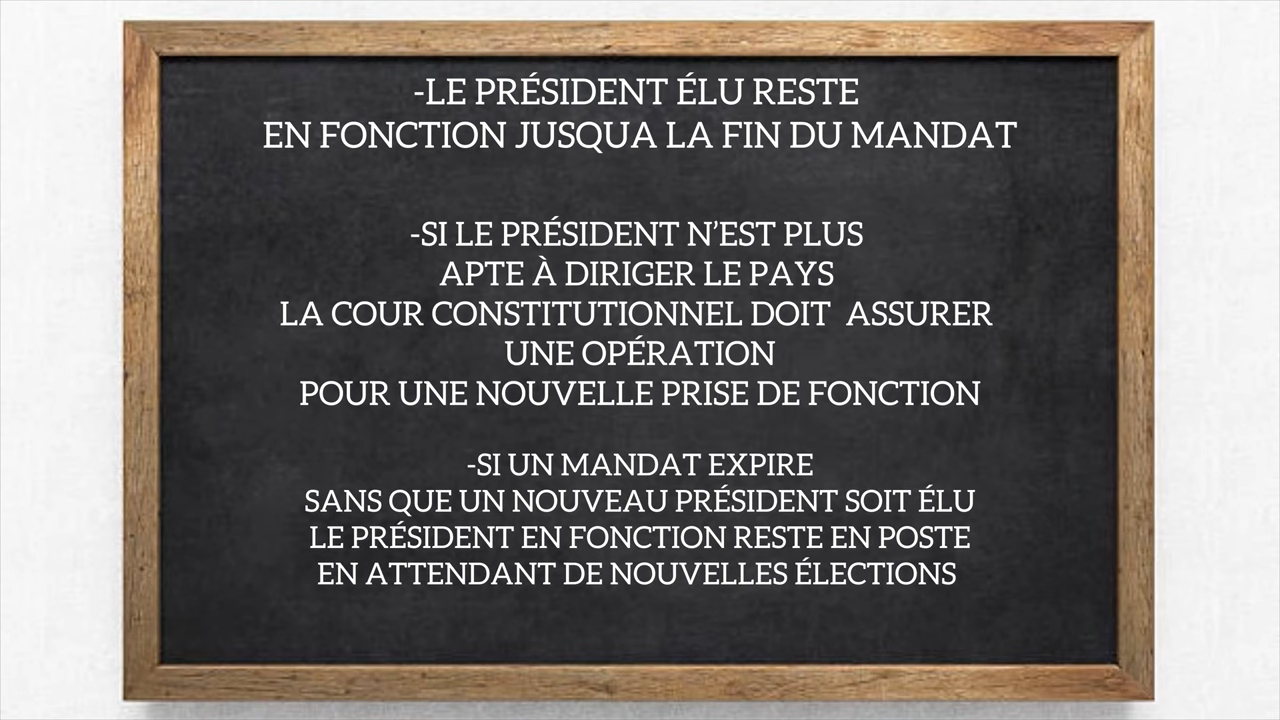 -LE PRÉSIDENT ÉLU RESTE
EN FONCTION JUSQUA LA FIN DU MANDAT
-SI LE PRÉSIDENT N’EST PLUS
APTE À DIRIGER LE PAYS
LA COUR CONSTITUTIONNEL DOIT ASSURER
UNE OPÉRATION
POUR UNE NOUVELLE PRISE DE FONCTION
-SI UN MANDAT EXPIRE
SANS QUE UN NOUVEAU PRÉSIDENT SOIT ÉLU
LE PRÉSIDENT EN FONCTION RESTE EN POSTE
EN ATTENDANT DE NOUVELLES ÉLECTIONS